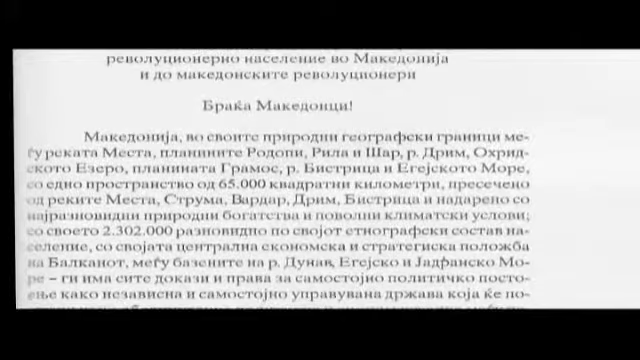 револуционерно население во Македонија
и до македонските револуционери
Браќа Македонци!
Македонија, во своите природни географски граници ме-
ѓу реката Места, планините Родопи, Рила и Шар, р. Дрим, Охрид-
ското Езеро, планината Грамос, р. Бистрица и Егејското Море,
со едно пространство од 65.000 квадратни километри, пресечено
од реките Места, Струма, Вардар, Дрим, Бистрица и надарено со
најразновидни природни богатства и поволни климатски услови;
со своето 2.302.000 разновидно по својот етнографски состав на-
селение, со својата централна економска и стратегиска положба
на Балканот, меѓу базените на р. Дунав, Егејско и Јадранско Мо-
ре – ги има сите докази и права за самостојно политичко посто-
ење како независна и самостојно управувана држава која ќе по-